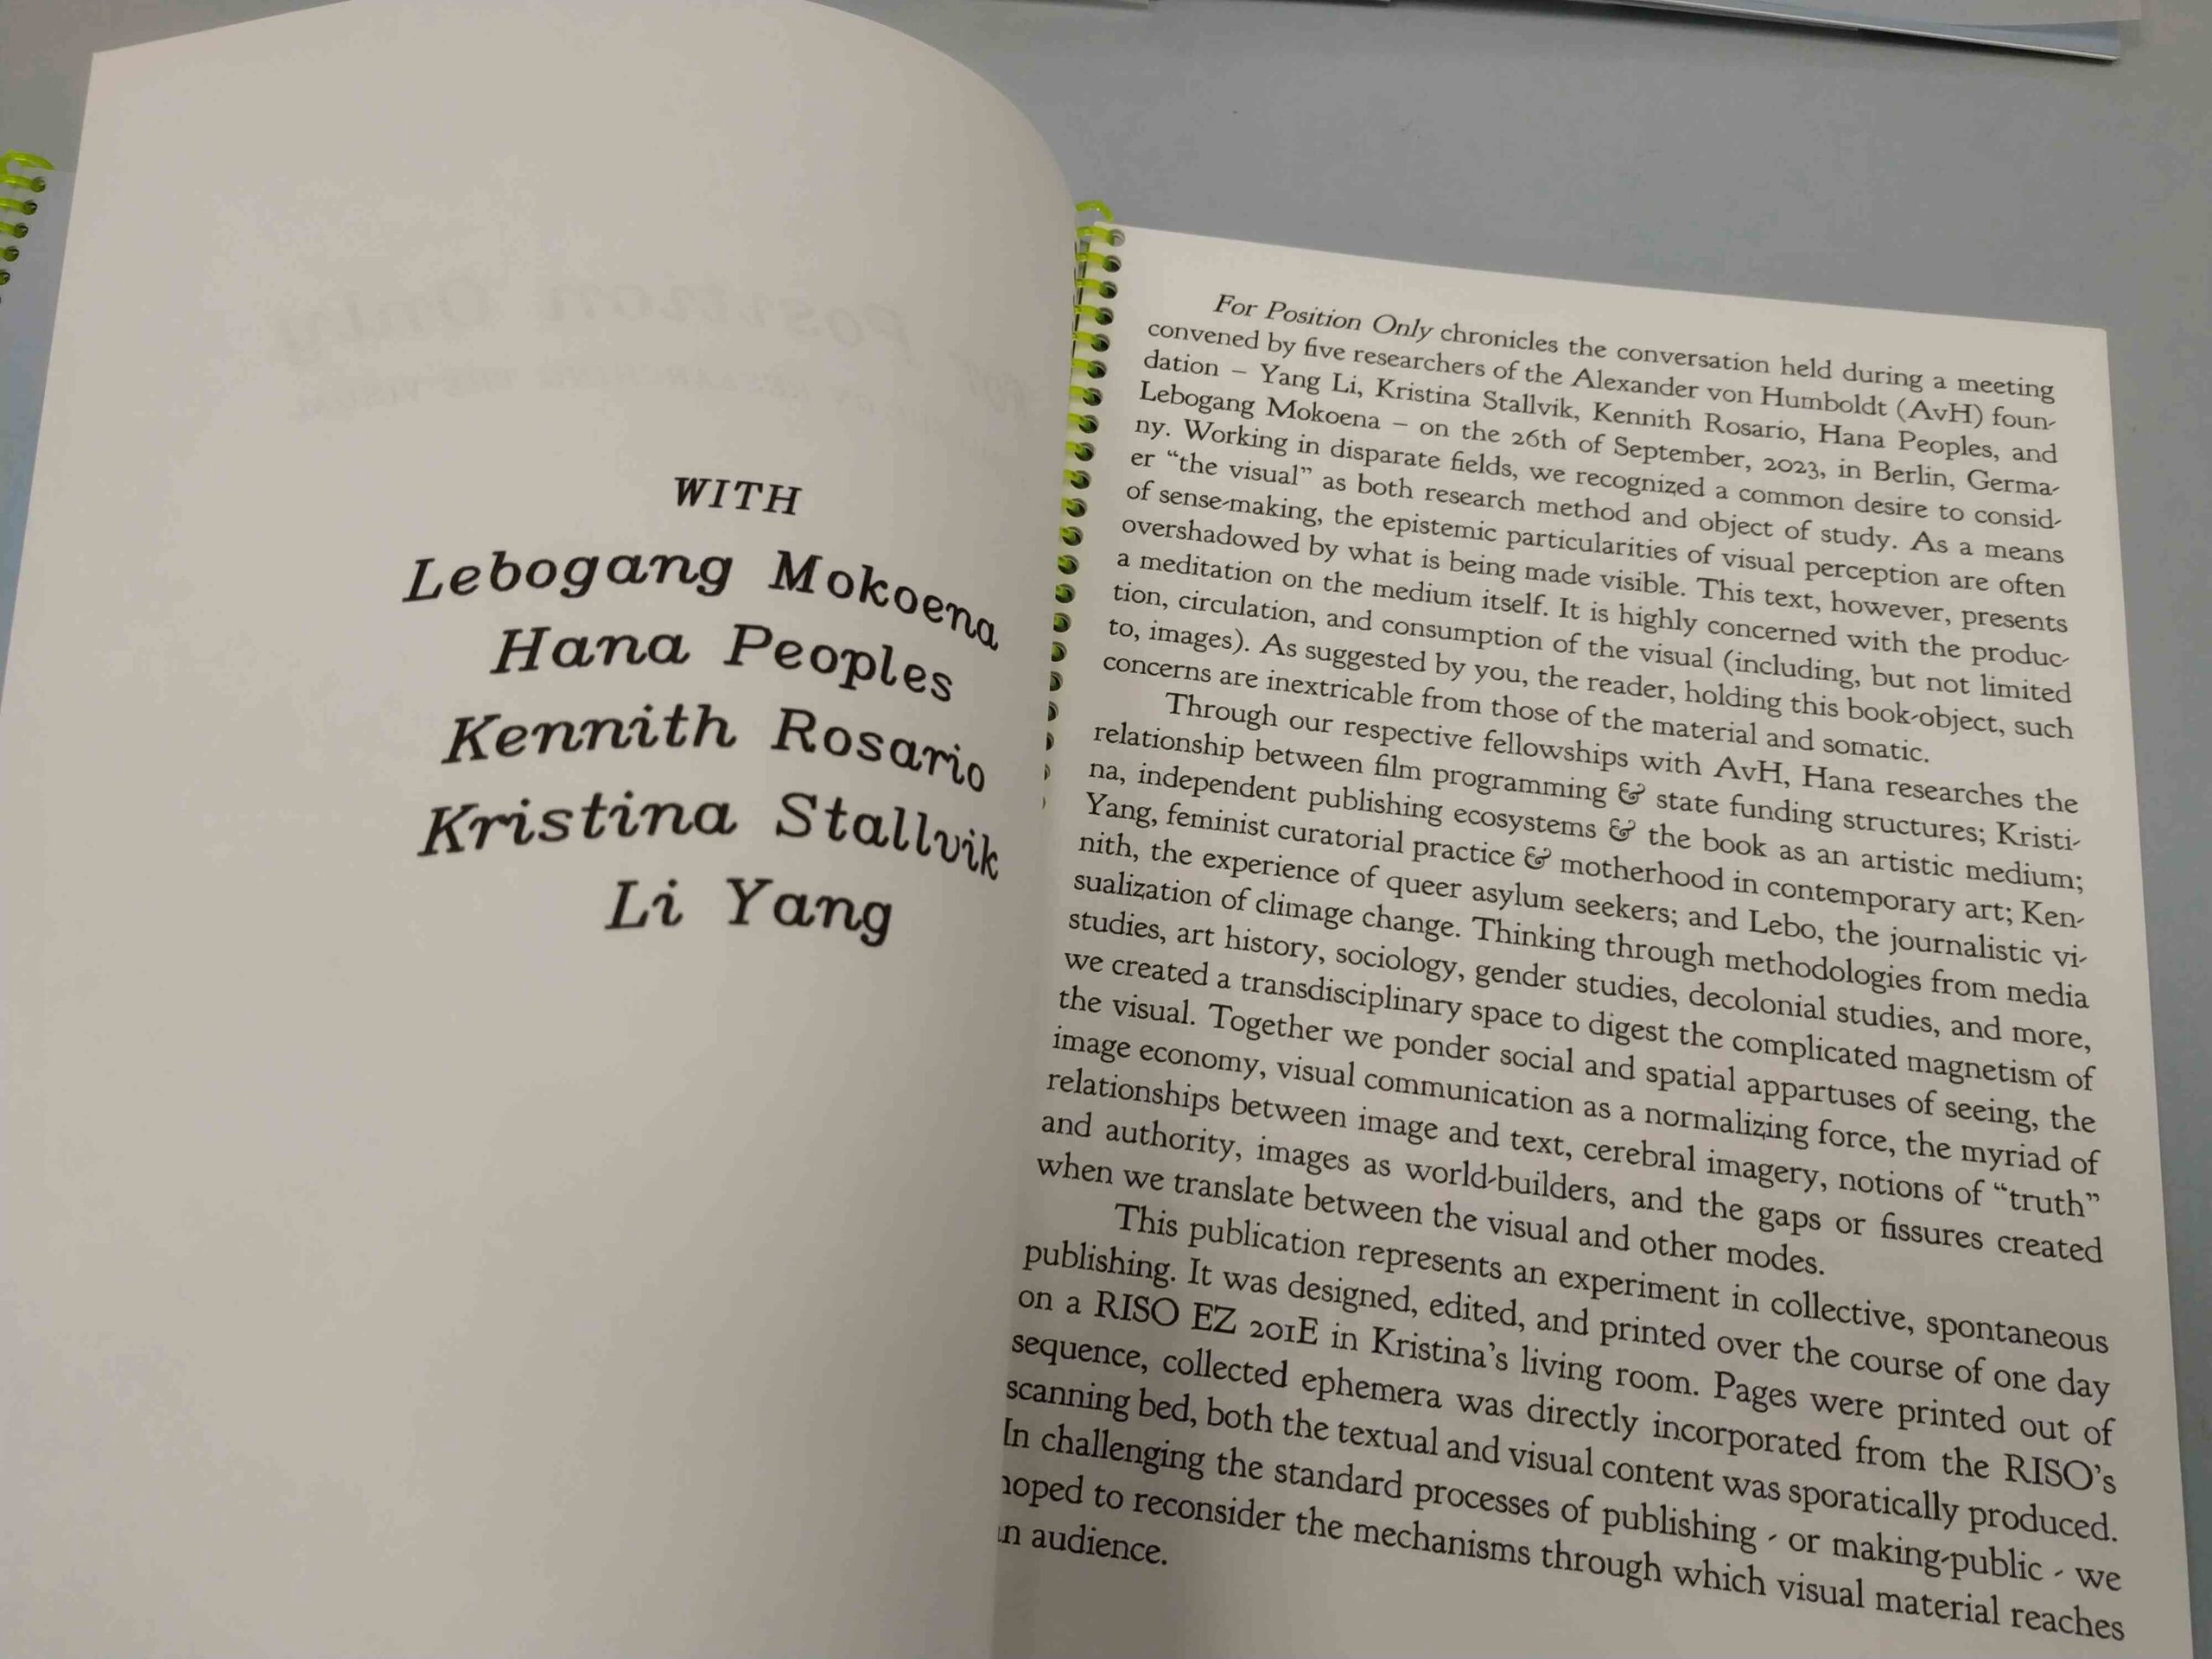 WITH
Lebogang Mokoena
Hana Peoples
Kennith Rosario
Kristina Stallvik
Li Yang
For Position Only chronicles the conversation held during a meeting
convened by five researchers of the Alexander von Humboldt (AvH) foun-
dation – Yang Li, Kristina Stallvik, Kennith Rosario, Hana Peoples, and
Lebogang Mokoena – on the 26th of September, 2023, in Berlin, Germa-
ny. Working in disparate fields, we recognized a common desire to consid-
er “the visual” as both research method and object of study. As a means
of sense-making, the epistemic particularities of visual perception are often
overshadowed by what is being made visible. This text, however, presents
a meditation on the medium itself. It is highly concerned with the produc-
tion, circulation, and consumption of the visual (including, but not limited
to, images). As suggested by you, the reader, holding this book-object, such
concerns are inextricable from those of the material and somatic.
Through our respective fellowships with AvH, Hana researches the
relationship between film programming & state funding structures; Kristi-
na, independent publishing ecosystems & the book as an artistic medium;
Yang, feminist curatorial practice & motherhood in contemporary art; Ken-
nith, the experience of queer asylum seekers; and Lebo, the journalistic vi-
sualization of climage change. Thinking through methodologies from media
studies, art history, sociology, gender studies, decolonial studies, and more,
we created a transdisciplinary space to digest the complicated magnetism of
the visual. Together we ponder social and spatial appartuses of seeing, the
image economy, visual communication as a normalizing force, the myriad of
relationships between image and text, cerebral imagery, notions of “truth”
and authority, images as world-builders, and the gaps or fissures created
when we translate between the visual and other modes.
This publication represents an experiment in collective, spontaneous
publishing. It was designed, edited, and printed over the course of one day
on a RISO EZ 201E in Kristina’s living room. Pages were printed out of
sequence, collected ephemera was directly incorporated from the RISO’s
scanning bed, both the textual and visual content was sporatically produced.
In challenging the standard processes of publishing - or making-public - we
hoped to reconsider the mechanisms through which visual material reaches
an audience.